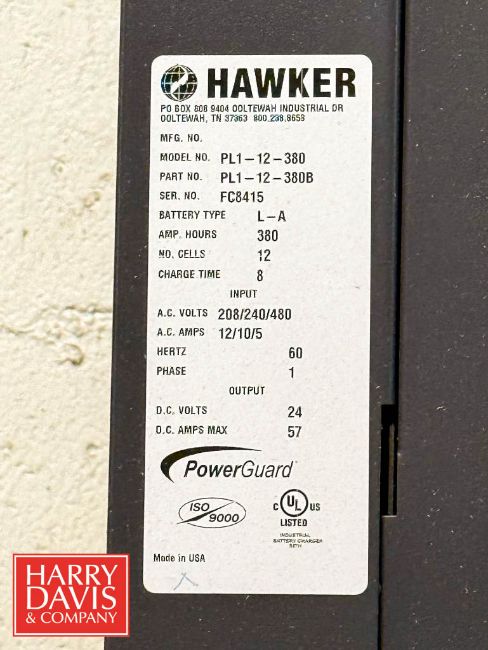 HAWKER
PO BOX 808 9404 OOLTEWAH INDUSTRIAL DR
OOLTEWAH, TN 37363 800.238.8658
MFG. NO.
MODEL NO. PL1-12-380
PART NO. PL1-12-380B
SER. NO. FC8415
BATTERY TYPE L-A
AMP. HOURS 380
NO. CELLS 12
CHARGE TIME 8
INPUT
A.C. VOLTS 208/240/480
A.C. AMPS 12/10/5
HERTZ 60
PHASE 1
OUTPUT
D.C. VOLTS 24
D.C. AMPS MAX 57
PowerGuard
ISO 9000
C UL US
LISTED
INDUSTRIAL
BATTERY CHARGER
Made in USA
HARRY
DAVIS
& COMPANY